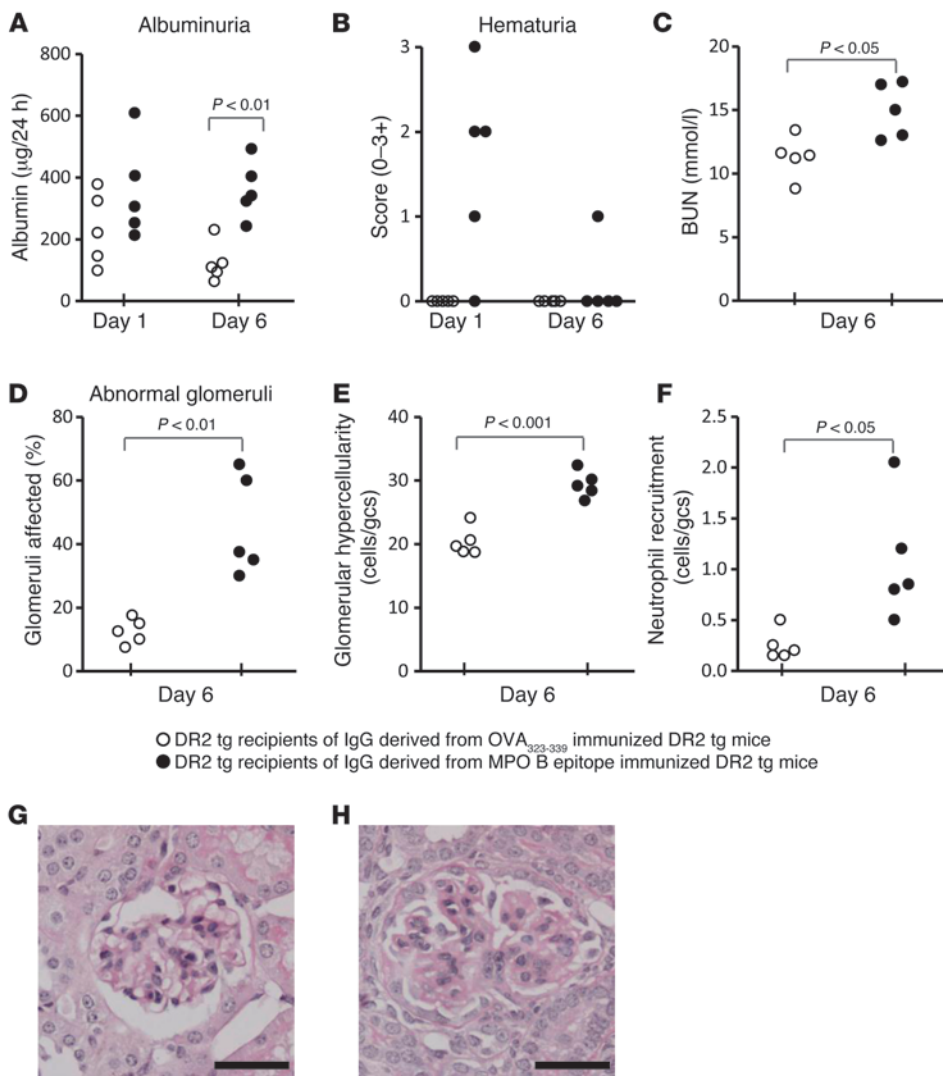 A Albuminuria
Albumin (µg/24 h)
800
600
400
200
0
P < 0.01
Day 1 Day 6
B Hematuria
Score (0–3+)
3
2
1
0
Day 1 Day 6
C
BUN (mmol/l)
20
15
10
5
0
P < 0.05
Day 6
D Abnormal glomeruli
Glomeruli affected (%)
80
60
40
20
0
P < 0.01
Day 6
E
Glomerular hypercellularity
(cells/gcs)
40
30
20
10
0
P < 0.001
Day 6
F
Neutrophil recruitment
(cells/gcs)
2.5
2.0
1.5
1.0
0.5
0.0
P < 0.05
Day 6
DR2 tg recipients of IgG derived from OVA323-339 immunized DR2 tg mice
DR2 tg recipients of IgG derived from MPO B epitope immunized DR2 tg mice
G H